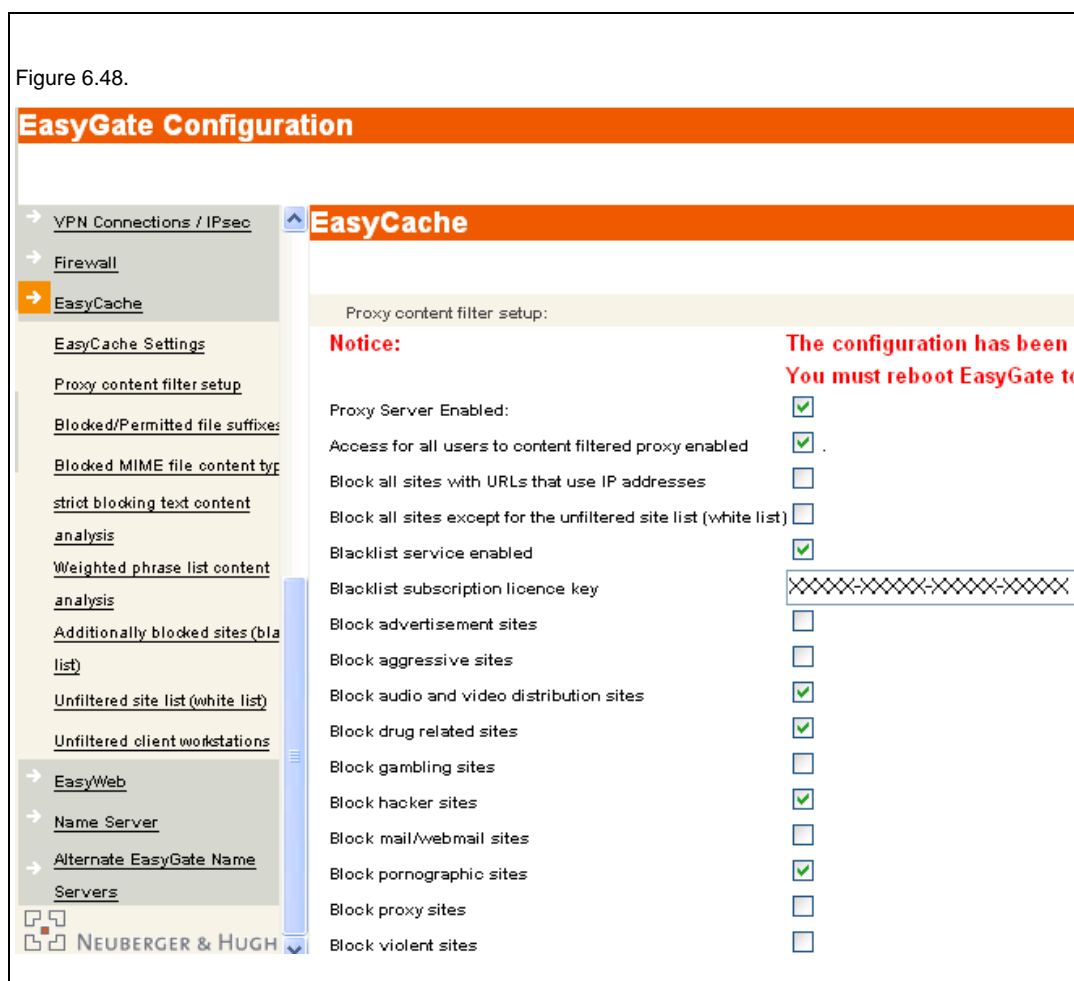 Figure 6.48.
EasyGate Configuration
VPN Connections / IPsec
Firewall
EasyCache
EasyCache Settings
Proxy content filter setup
Blocked/Permitted file suffixes
Blocked MIME file content typ
strict blocking text content
analysis
Weighted phrase list content
analysis
Additionally blocked sites (bla
list)
Unfiltered site list (white list)
Unfiltered client workstations
EasyWeb
Name Server
Alternate EasyGate Name
Servers
NEUBERGER & HUGH
EasyCache
Proxy content filter setup:
Notice: The configuration has been
You must reboot EasyGate to
Proxy Server Enabled:
Access for all users to content filtered proxy enabled .
Block all sites with URLs that use IP addresses
Block all sites except for the unfiltered site list (white list)
Blacklist service enabled
Blacklist subscription licence key XXXXX-XXXXX-XXXXX-XXXXX
Block advertisement sites
Block aggressive sites
Block audio and video distribution sites
Block drug related sites
Block gambling sites
Block hacker sites
Block mail/webmail sites
Block pornographic sites
Block proxy sites
Block violent sites